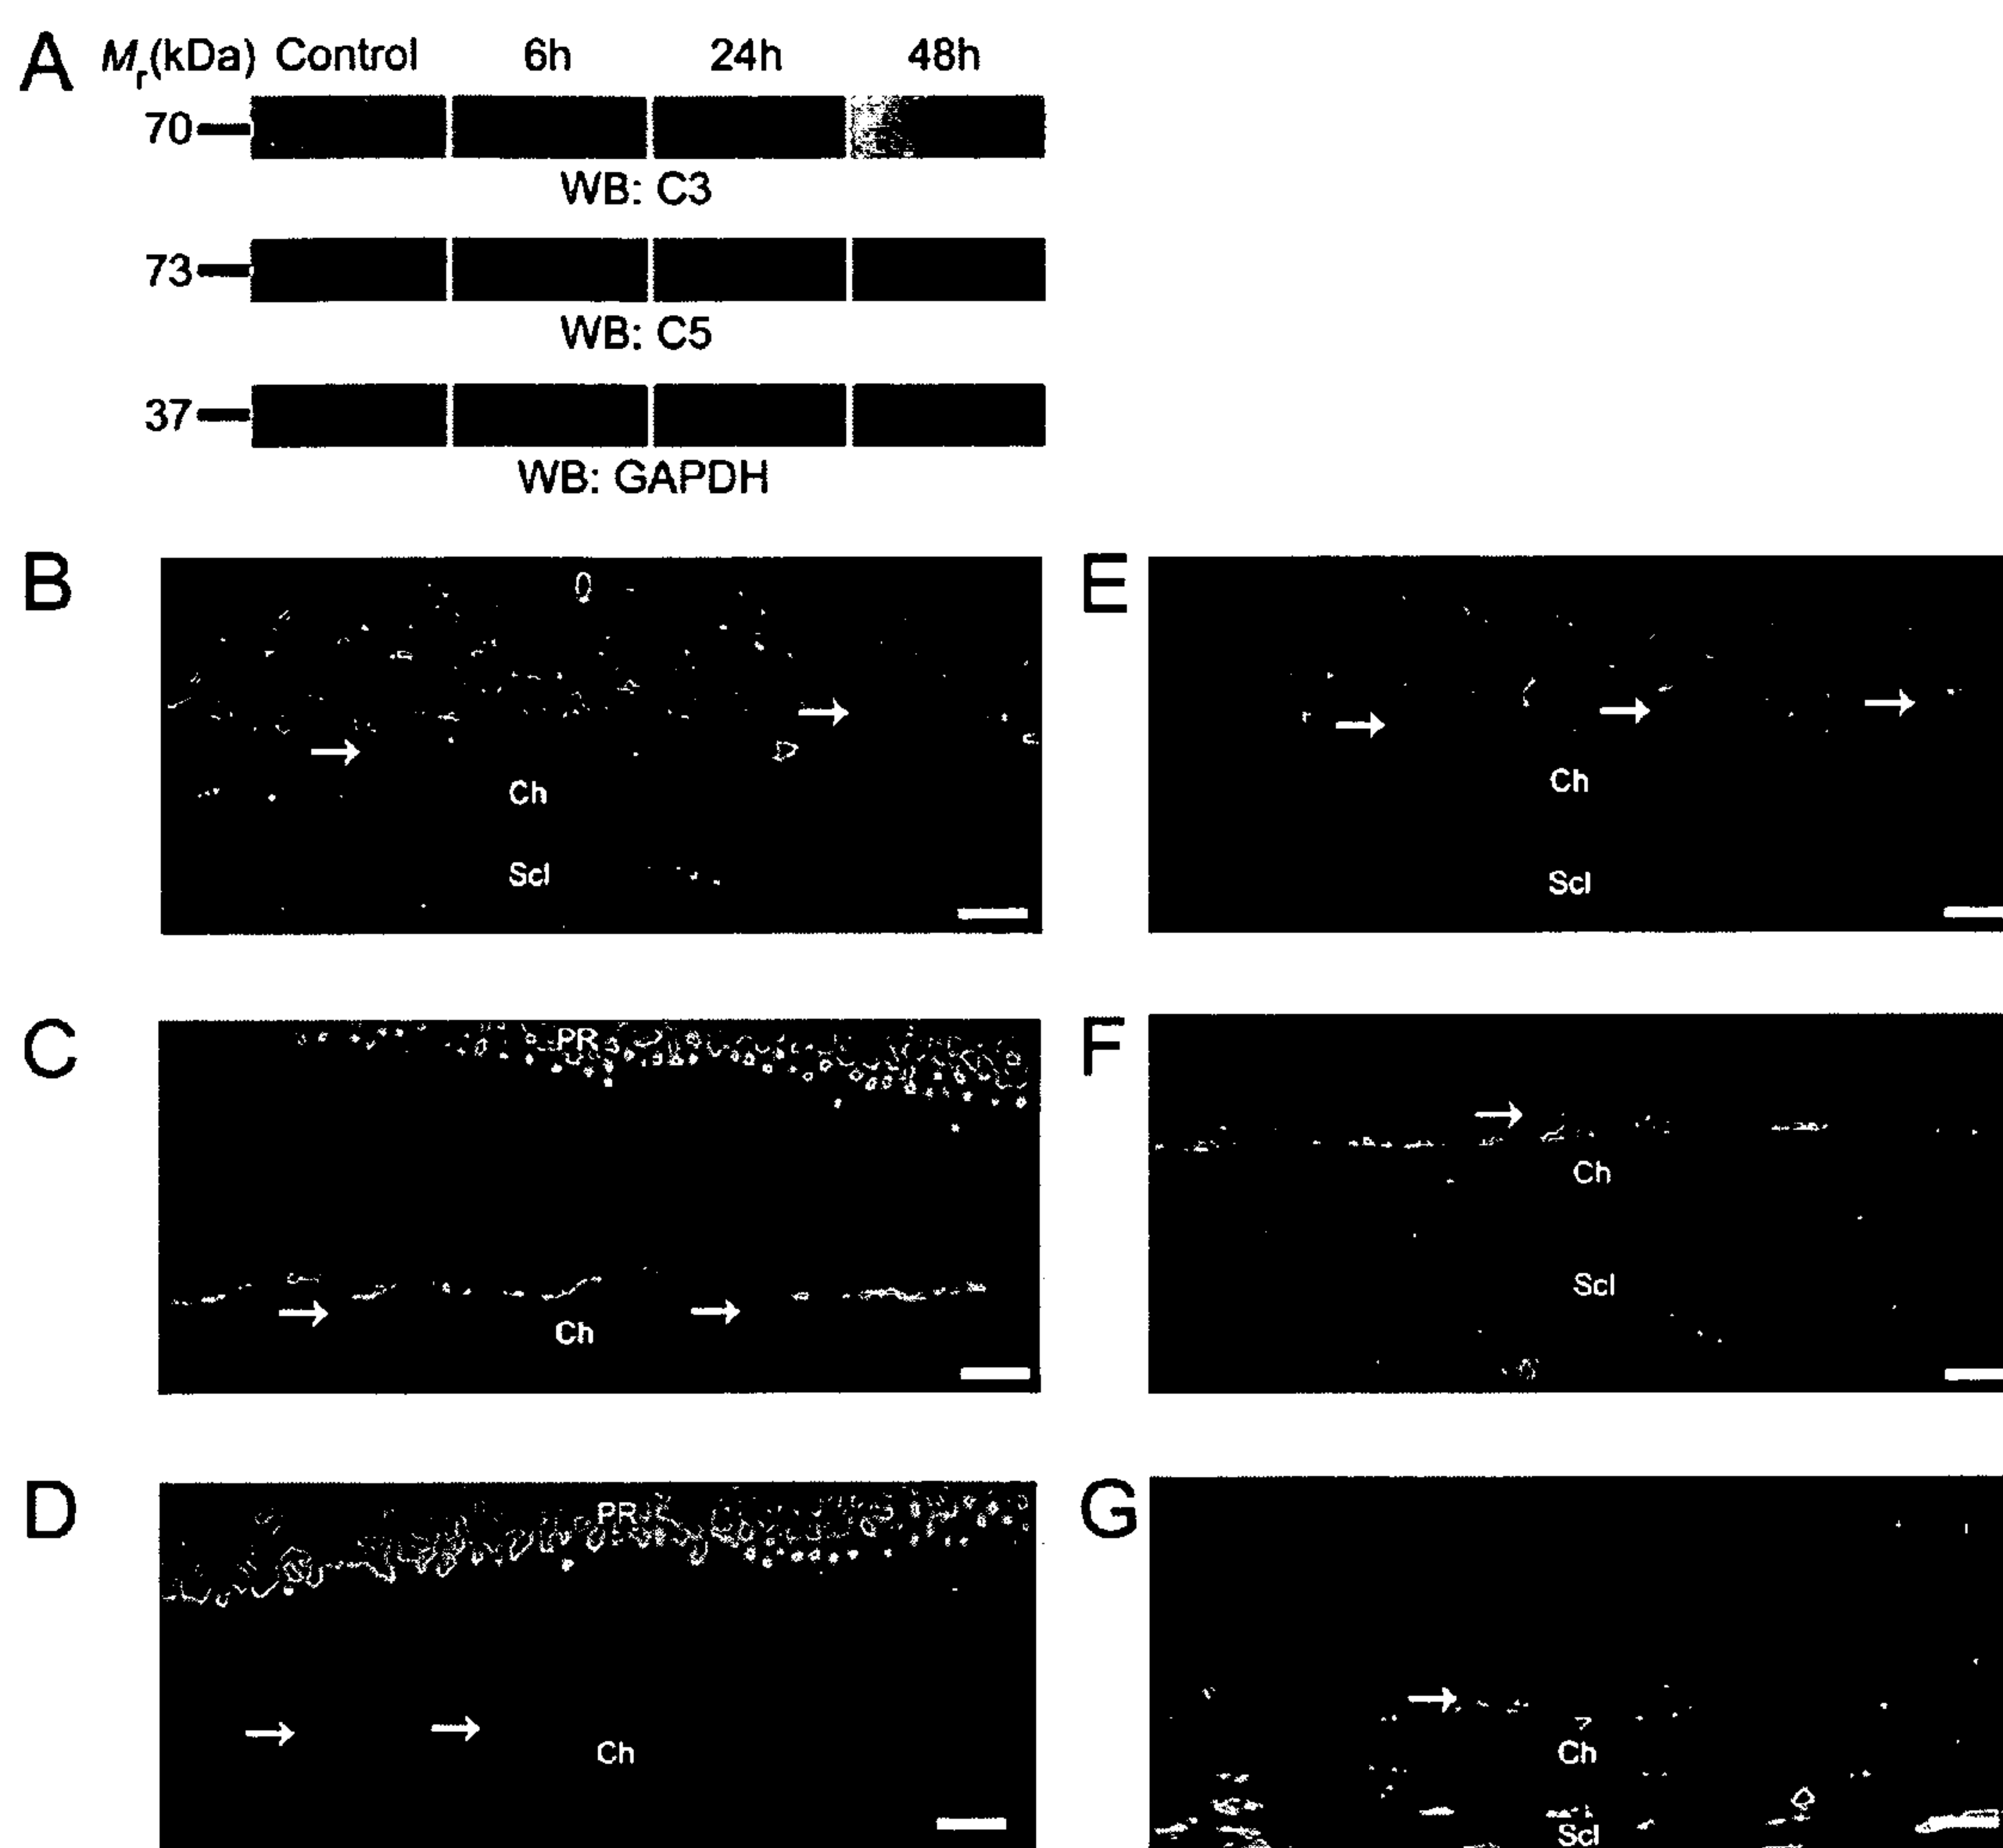 A Mr(kDa) Control 6h 24h 48h
70
WB: C3
73
WB: C5
37
WB: GAPDH
B
Ch
Scl
E
Ch
Scl
C
PR
Ch
F
Ch
Scl
D
PR
Ch
G
Ch
Scl